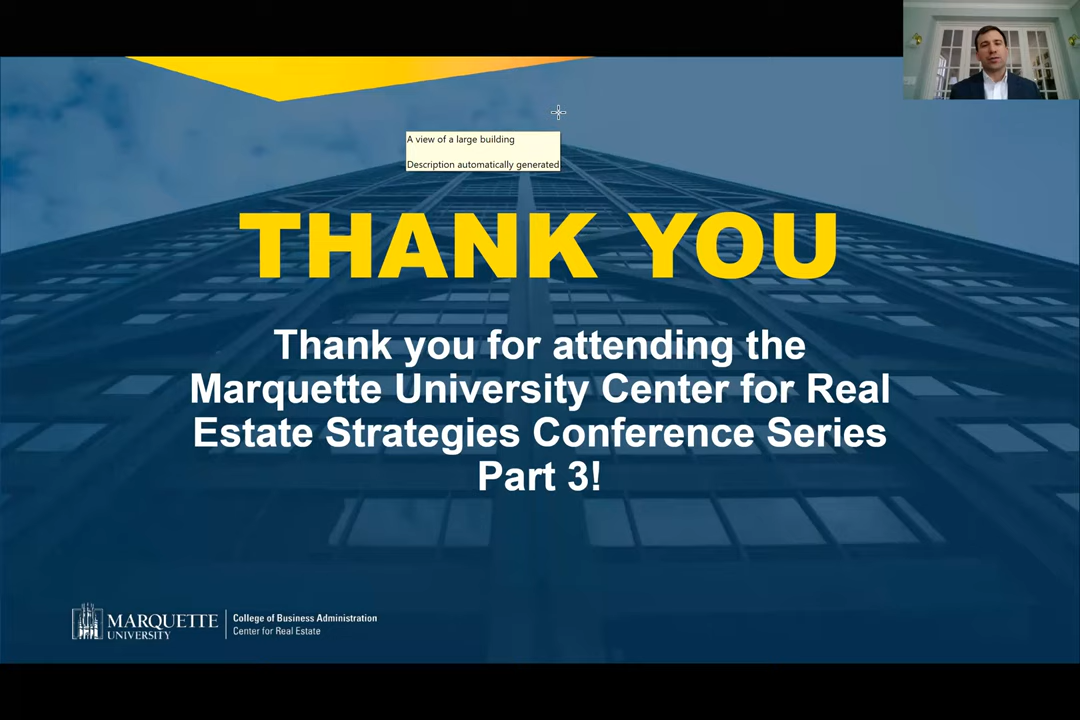 A view of a large building
Description automatically generated
THANK YOU
Thank you for attending the
Marquette University Center for Real
Estate Strategies Conference Series
Part 3!
MARQUETTE
UNIVERSITY
College of Business Administration
Center for Real Estate